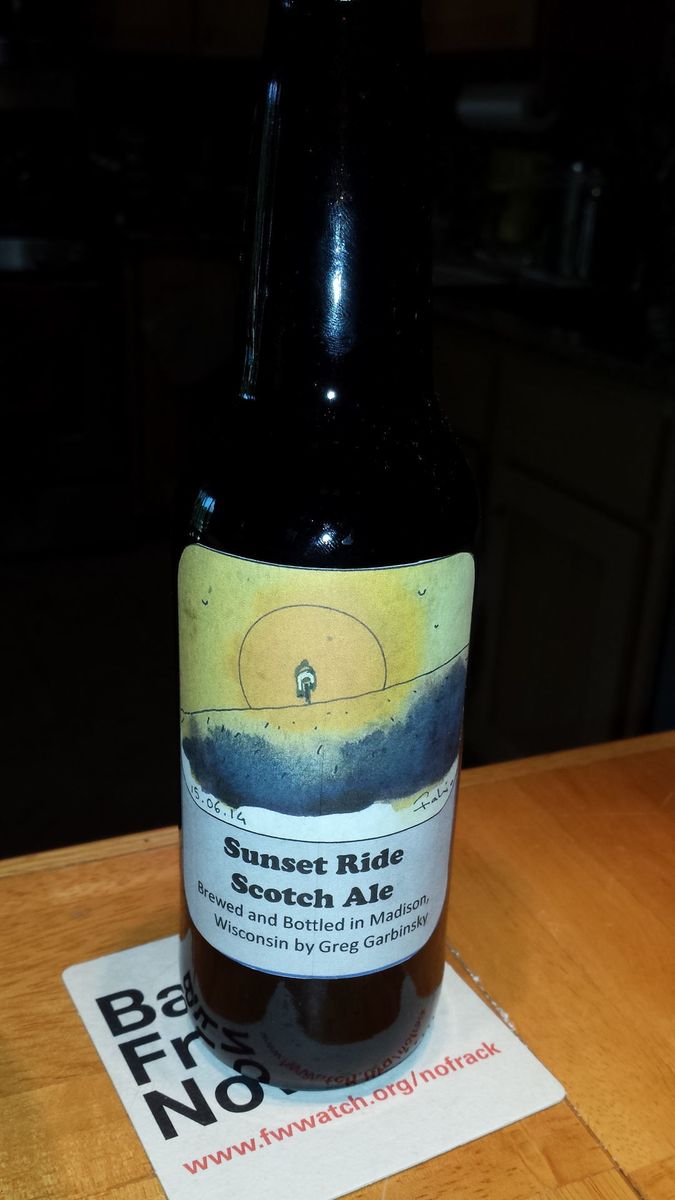 15.06.14
Sunset Ride
Scotch Ale
Brewed and Bottled in Madison,
Wisconsin by Greg Garbinsky
Ba
Fr
No
www.fwwatch.org/nofrack